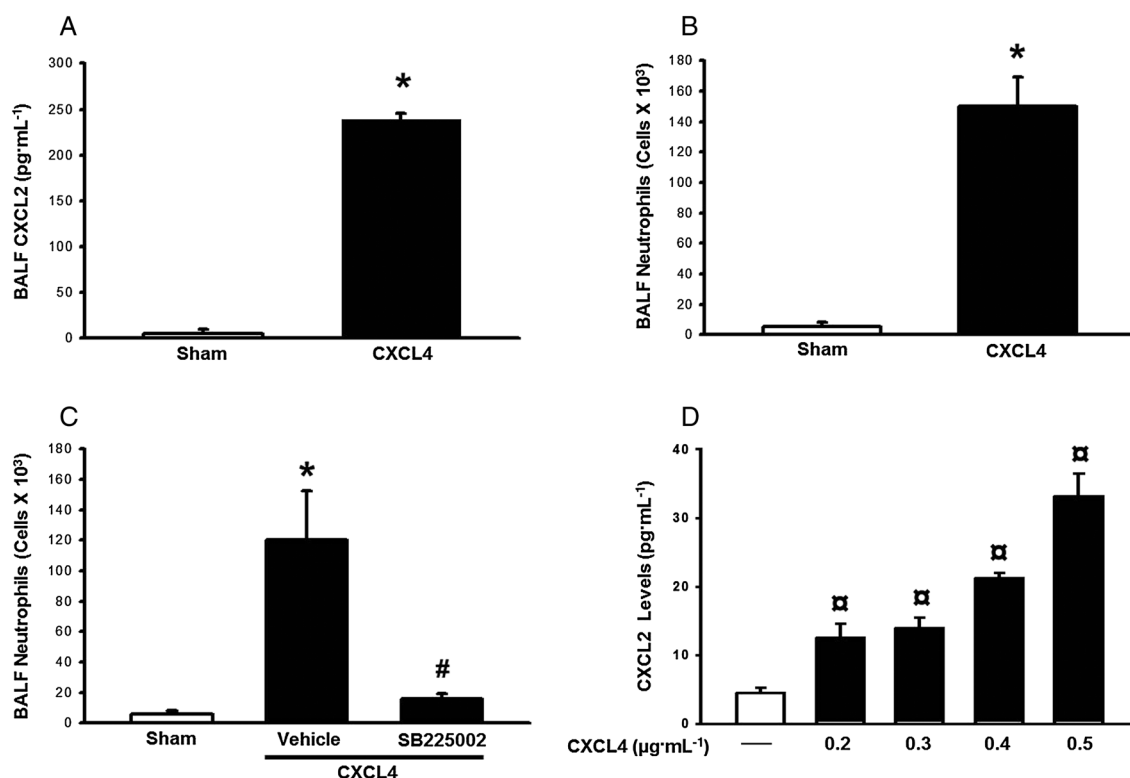 A
BALF CXCL2 (pg·mL⁻¹)
300
250
200
150
100
50
0
*
Sham
CXCL4
B
BALF Neutrophils (Cells X 10³)
180
160
140
120
100
80
60
40
20
0
*
Sham
CXCL4
C
BALF Neutrophils (Cells X 10³)
180
160
140
120
100
80
60
40
20
0
*
#
Sham
Vehicle
SB225002
CXCL4
D
CXCL2 Levels (pg·mL⁻¹)
40
30
20
10
0
¤
¤
¤
¤
CXCL4 (µg·mL⁻¹) — 0.2 0.3 0.4 0.5